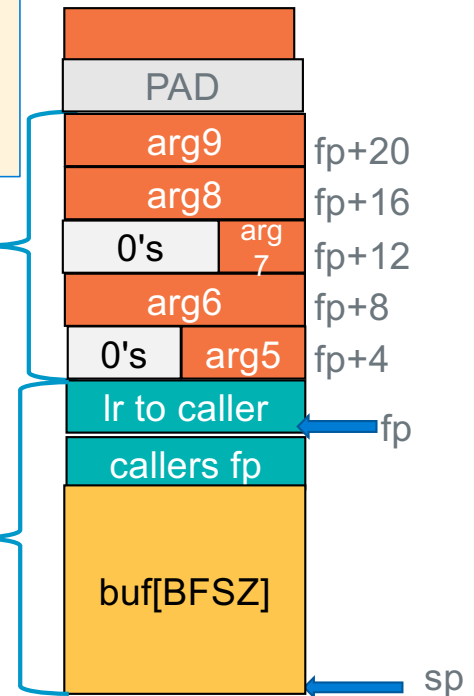 PAD
arg9 fp+20
arg8 fp+16
0's arg
7 fp+12
arg6 fp+8
0's arg5 fp+4
lr to caller
fp
callers fp
buf[BFSZ]
sp